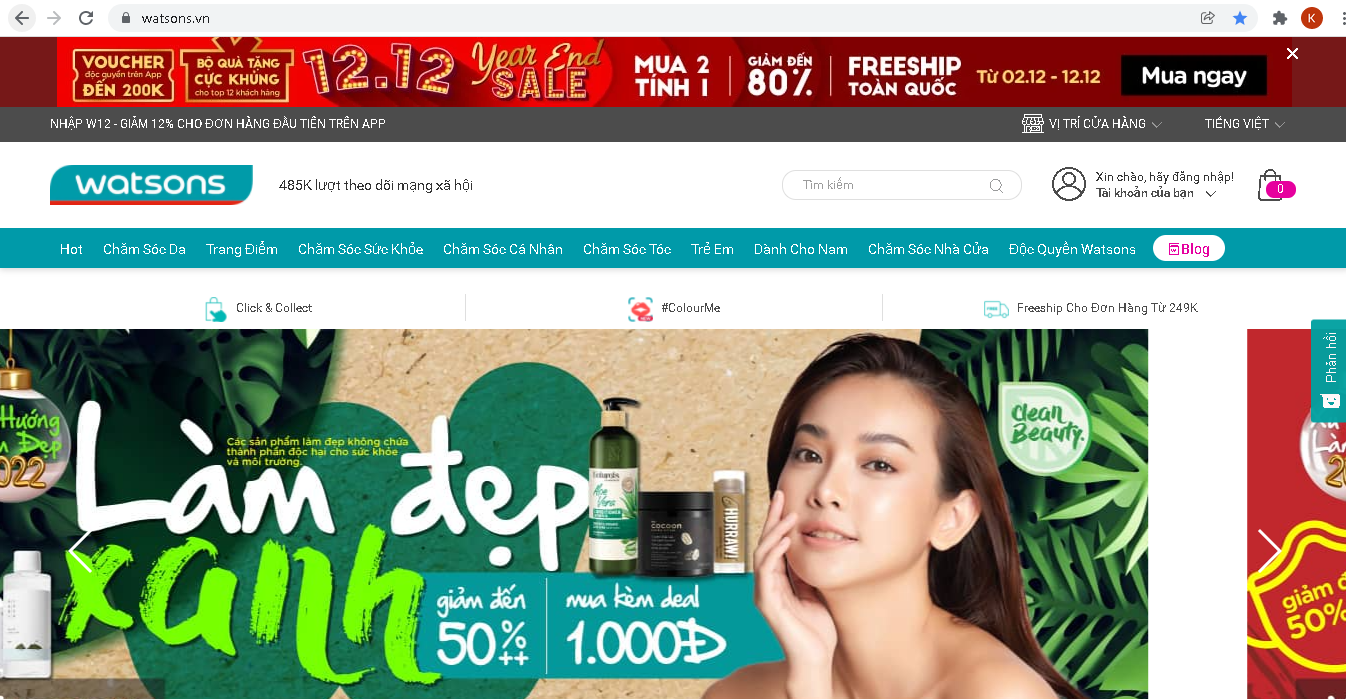 watsons.vn
K
VOUCHER
độc quyền trên App
ĐẾN 200K
BỘ QUÀ TẶNG
CỰC KHỦNG
cho top 12 khách hàng
12.12
Year End
SALE
MUA 2
TÍNH 1
GIẢM ĐẾN
80%
FREESHIP
TOÀN QUỐC
Từ 02.12 - 12.12
Mua ngay
NHẬP W12 - GIẢM 12% CHO ĐƠN HÀNG ĐẦU TIÊN TRÊN APP
VỊ TRÍ CỬA HÀNG
TIẾNG VIỆT
watsons
485K lượt theo dõi mạng xã hội
Tìm kiếm
Xin chào, hãy đăng nhập!
Tài khoản của bạn
0
Hot
Chăm Sóc Da
Trang Điểm
Chăm Sóc Sức Khỏe
Chăm Sóc Cá Nhân
Chăm Sóc Tóc
Trẻ Em
Dành Cho Nam
Chăm Sóc Nhà Cửa
Độc Quyền Watsons
Blog
Click & Collect
#ColourMe
Freeship Cho Đơn Hàng Từ 249K
Phản hồi
Hướng
Đẹp
2022
Các sản phẩm làm đẹp không chứa
thành phần độc hại cho sức khỏe
và môi trường.
Làm đẹp
xanh
Clean
Beauty.
naturals
Aloe
Vera
cocoon
HURRAW!
giảm đến
50%++
mua kèm deal
1.000Đ
giảm đ
50%